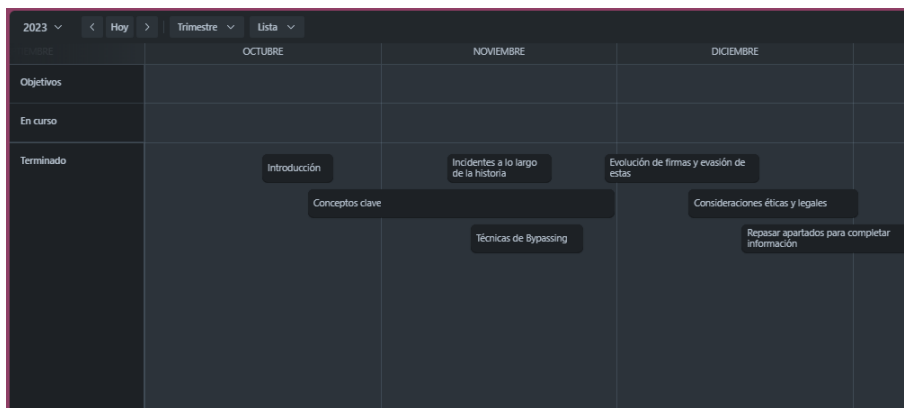 2023
Hoy
Trimestre
Lista
OCTUBRE
NOVIEMBRE
DICIEMBRE
Objetivos
En curso
Terminado
Introducción
Incidentes a lo largo
de la historia
Evolución de firmas y evasión de
estas
Conceptos clave
Consideraciones éticas y legales
Técnicas de Bypassing
Repasar apartados para completar
información